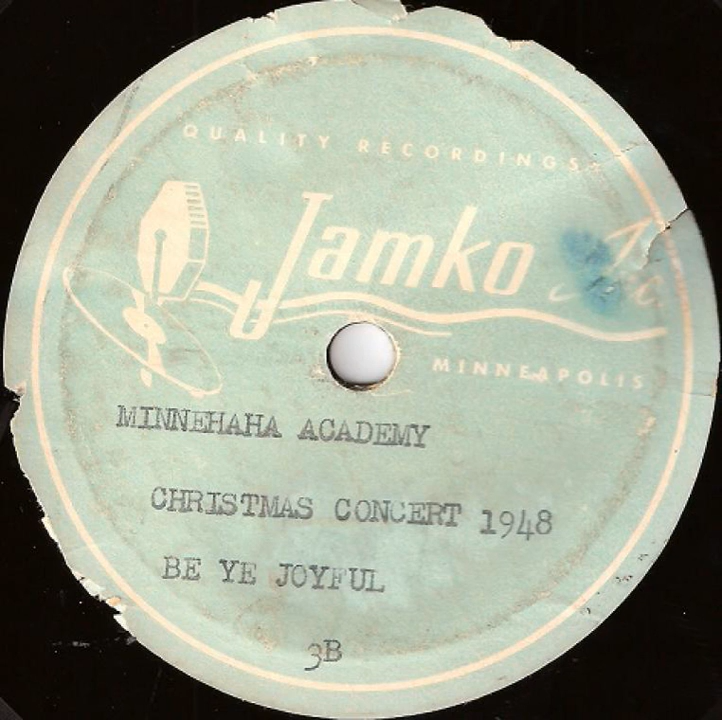 QUALITY RECORDINGS
Jamko
MINNEAPOLIS
MINNEHAHA ACADEMY
CHRISTMAS CONCERT 1948
BE YE JOYFUL
3B